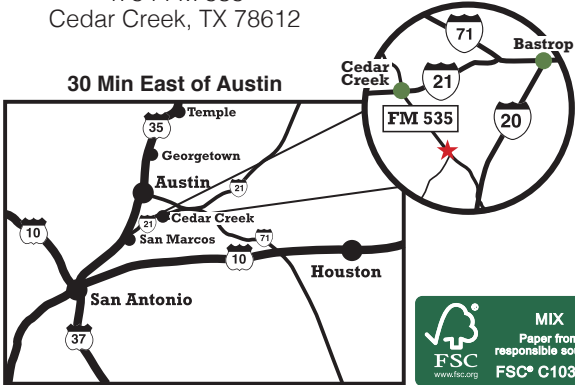 Cedar Creek, TX 78612
30 Min East of Austin
71
Bastrop
Cedar
Creek
21
FM 535
20
Temple
35
Georgetown
Austin
21
21
Cedar Creek
San Marcos
10
71
10
Houston
San Antonio
37
MIX
Paper from
FSC
www.fsc.org
FSC® C103